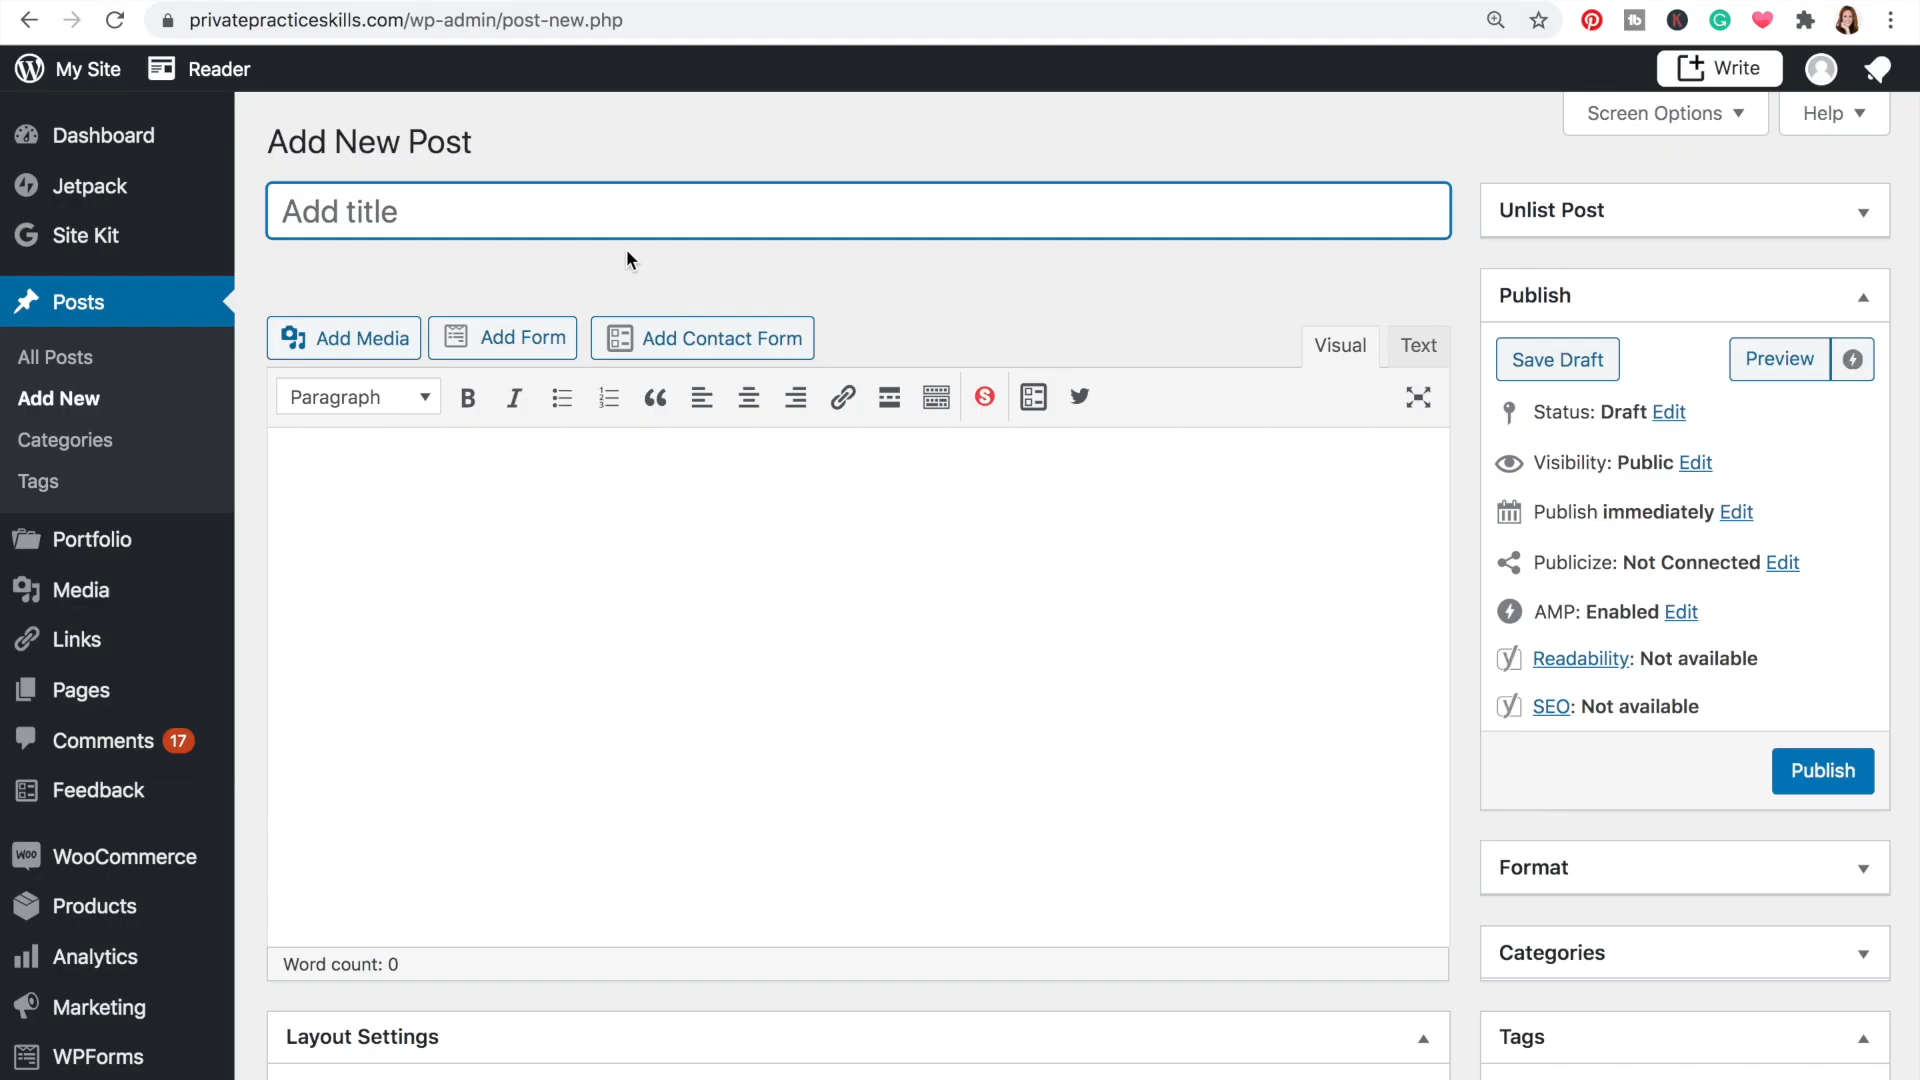 privatepracticeskills.com/wp-admin/post-new.php
My Site
Reader
Write
Screen Options
Help
Dashboard
Jetpack
Site Kit
Posts
All Posts
Add New
Categories
Tags
Portfolio
Media
Links
Pages
Comments 17
Feedback
WooCommerce
Products
Analytics
Marketing
WPForms
Add New Post
Add title
Add Media
Add Form
Add Contact Form
Visual
Text
Paragraph
Word count: 0
Layout Settings
Unlist Post
Publish
Save Draft
Preview
Status: Draft Edit
Visibility: Public Edit
Publish immediately Edit
Publicize: Not Connected Edit
AMP: Enabled Edit
Readability: Not available
SEO: Not available
Publish
Format
Categories
Tags